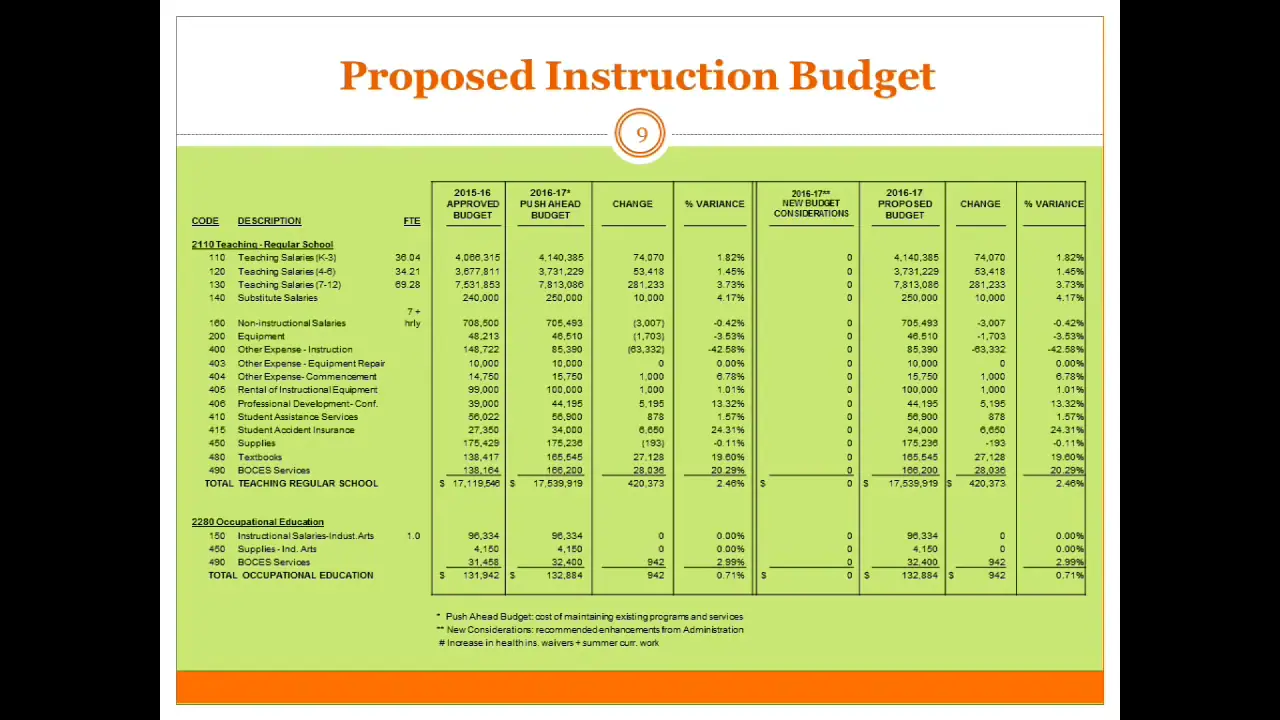 Proposed Instruction Budget
9
2015-16 2016-17* 2016-17** 2016-17
APPROVED PUSH AHEAD CHANGE % VARIANCE NEW BUDGET PROPOSED CHANGE % VARIANCE
BUDGET BUDGET CONSIDERATIONS BUDGET
CODE DESCRIPTION FTE
2110 Teaching - Regular School
110 Teaching Salaries (K-3) 36.04 4,066,315 4,140,385 74,070 1.82% 0 4,140,385 74,070 1.82%
120 Teaching Salaries (4-6) 34.21 3,677,811 3,731,229 53,418 1.45% 0 3,731,229 53,418 1.45%
130 Teaching Salaries (7-12) 69.28 7,531,853 7,813,086 281,233 3.73% 0 7,813,086 281,233 3.73%
140 Substitute Salaries 240,000 250,000 10,000 4.17% 0 250,000 10,000 4.17%
7 +
160 Non-instructional Salaries hrly 708,500 705,493 (3,007) -0.42% 0 705,493 -3,007 -0.42%
200 Equipment 48,213 46,510 (1,703) -3.53% 0 46,510 -1,703 -3.53%
400 Other Expense - Instruction 148,722 85,390 (63,332) -42.58% 0 85,390 -63,332 -42.58%
403 Other Expense - Equipment Repair 10,000 10,000 0 0.00% 0 10,000 0 0.00%
404 Other Expense- Commencement 14,750 15,750 1,000 6.78% 0 15,750 1,000 6.78%
405 Rental of Instructional Equipment 99,000 100,000 1,000 1.01% 0 100,000 1,000 1.01%
406 Professional Development- Conf. 39,000 44,195 5,195 13.32% 0 44,195 5,195 13.32%
410 Student Assistance Services 56,022 56,900 878 1.57% 0 56,900 878 1.57%
415 Student Accident Insurance 27,350 34,000 6,650 24.31% 0 34,000 6,650 24.31%
450 Supplies 175,429 175,236 (193) -0.11% 0 175,236 -193 -0.11%
480 Textbooks 138,417 165,545 27,128 19.60% 0 165,545 27,128 19.60%
490 BOCES Services 138,164 166,200 28,036 20.29% 0 166,200 28,036 20.29%
TOTAL TEACHING REGULAR SCHOOL $ 17,119,546 $ 17,539,919 420,373 2.46% $ 0 $ 17,539,919 $ 420,373 2.46%
2280 Occupational Education
150 Instructional Salaries-Indust.Arts 1.0 96,334 96,334 0 0.00% 0 96,334 0 0.00%
450 Supplies - Ind. Arts 4,150 4,150 0 0.00% 0 4,150 0 0.00%
490 BOCES Services 31,458 32,400 942 2.99% 0 32,400 942 2.99%
TOTAL OCCUPATIONAL EDUCATION $ 131,942 $ 132,884 942 0.71% $ 0 $ 132,884 $ 942 0.71%
* Push Ahead Budget: cost of maintaining existing programs and services
** New Considerations: recommended enhancements from Administration
# Increase in health ins. waivers + summer curr. work